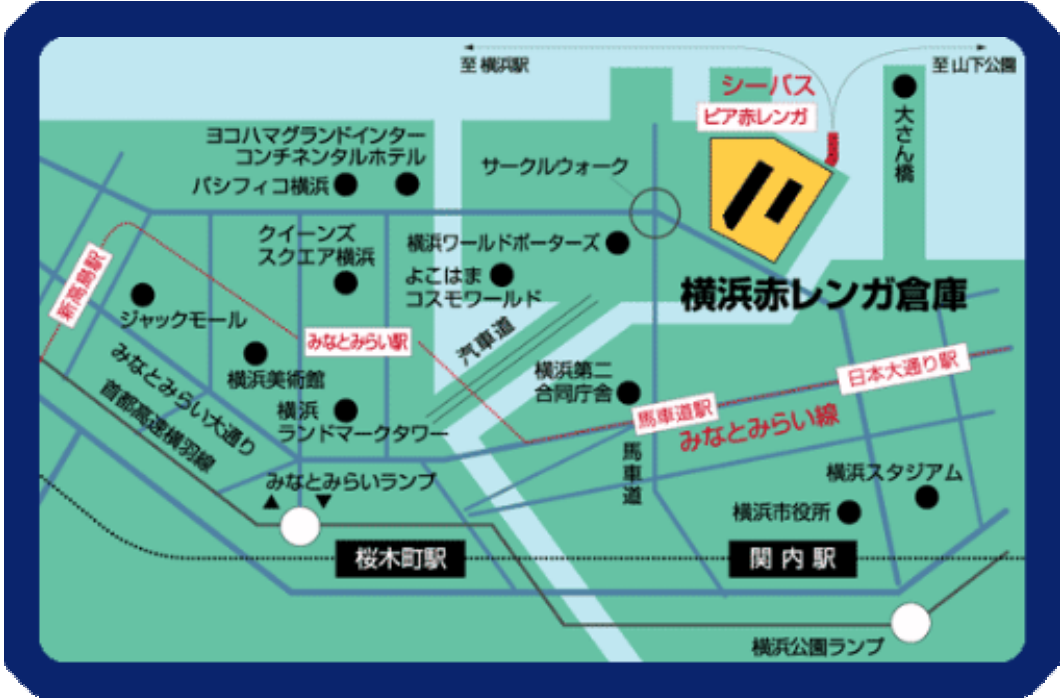 至 横浜駅
至 山下公園
シーバス
ピア赤レンガ
大さん橋
ヨコハマグランドインター
コンチネンタルホテル
パシフィコ横浜
サークルウォーク
クイーンズ
スクエア横浜
横浜ワールドポーターズ
よこはま
コスモワールド
横浜赤レンガ倉庫
新高島駅
ジャックモール
みなとみらい駅
汽車道
横浜美術館
横浜第二
合同庁舎
日本大通り駅
馬車道駅
みなとみらい線
みなとみらい大通り
首都高速横羽線
横浜
ランドマークタワー
馬車道
みなとみらいランプ
横浜スタジアム
横浜市役所
桜木町駅
関内駅
横浜公園ランプ